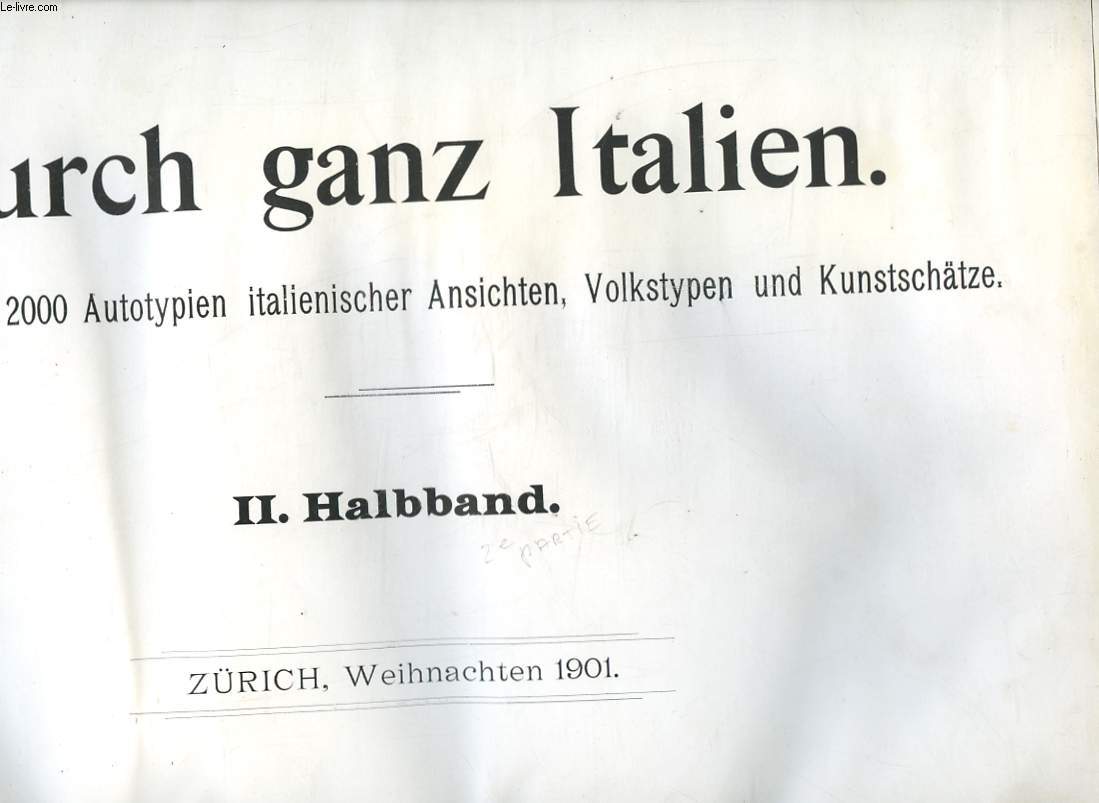 Le-livre.com
urch ganz Italien.
2000 Autotypien italienischer Ansichten, Volkstypen und Kunstschätze.
II. Halbband.
2e PARTIE
ZÜRICH, Weihnachten 1901.